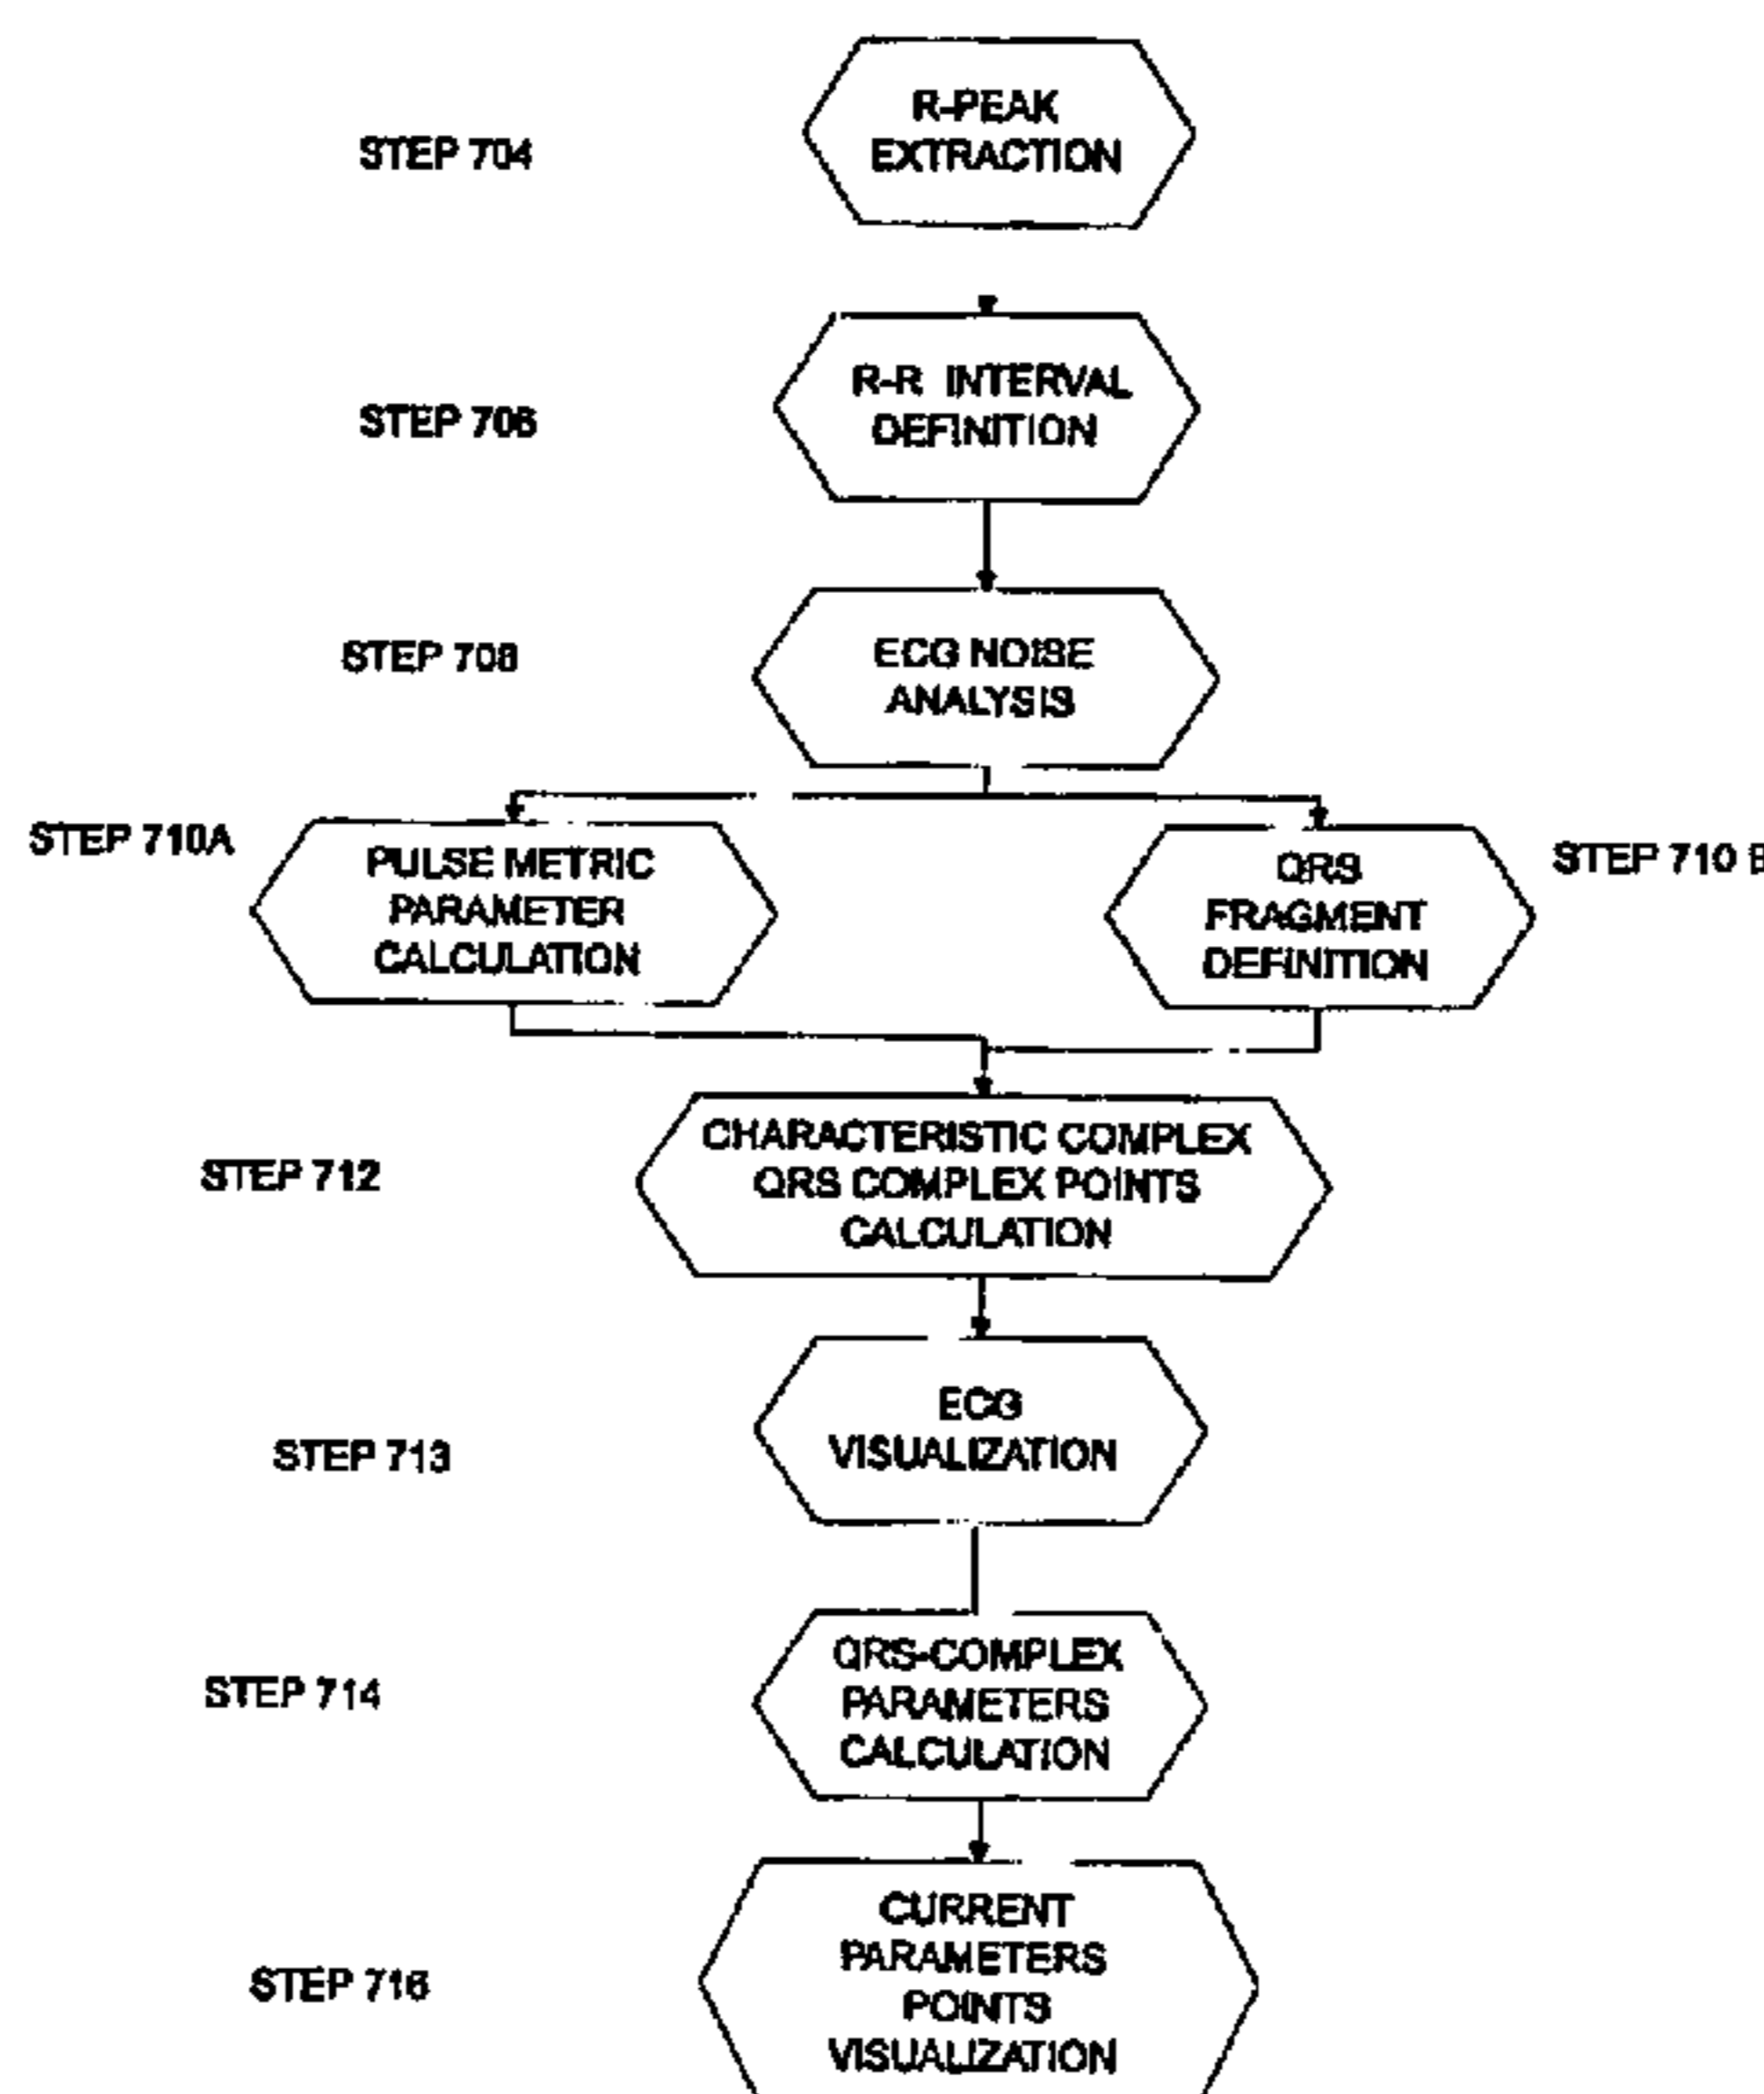 R-PEAK
EXTRACTION
STEP 704
R-R INTERVAL
DEFINITION
STEP 706
ECG NOISE
ANALYSIS
STEP 708
STEP 710A
PULSE METRIC
PARAMETER
CALCULATION
QRS
FRAGMENT
DEFINITION
STEP 710 B
CHARACTERISTIC COMPLEX
QRS COMPLEX POINTS
CALCULATION
STEP 712
ECG
VISUALIZATION
STEP 713
QRS-COMPLEX
PARAMETERS
CALCULATION
STEP 714
CURRENT
PARAMETERS
POINTS
VISUALIZATION
STEP 716